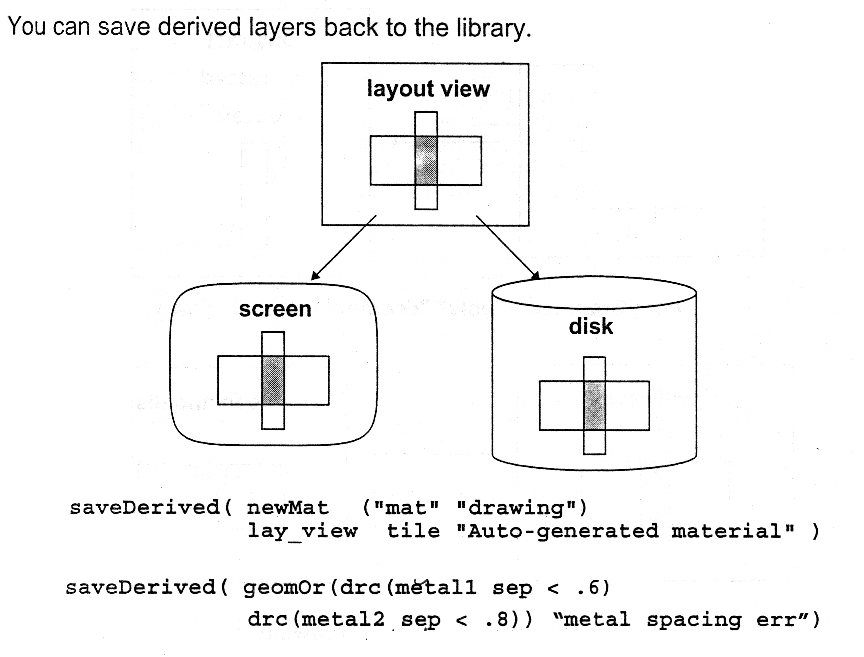 You can save derived layers back to the library.
layout view
screen
disk
saveDerived( newMat ("mat" "drawing")
lay_view tile "Auto-generated material" )
saveDerived( geomOr(drc(metal1 sep < .6)
drc(metal2 sep < .8)) “metal spacing err”)